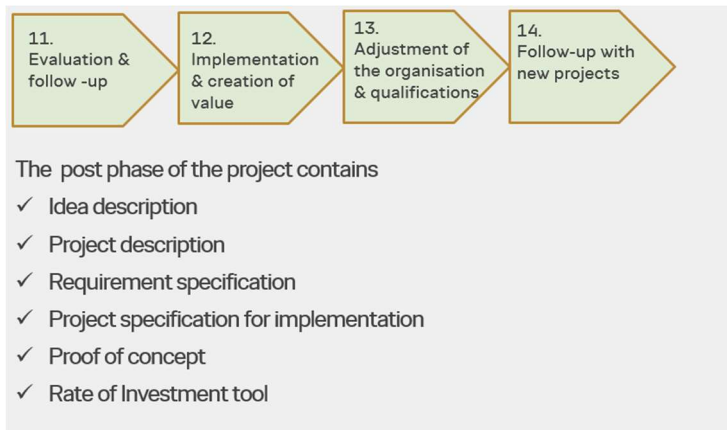 11.
Evaluation &
follow -up
12.
Implementation
& creation of
value
13.
Adjustment of
the organisation
& qualifications
14.
Follow-up with
new projects
The post phase of the project contains
✓ Idea description
✓ Project description
✓ Requirement specification
✓ Project specification for implementation
✓ Proof of concept
✓ Rate of Investment tool